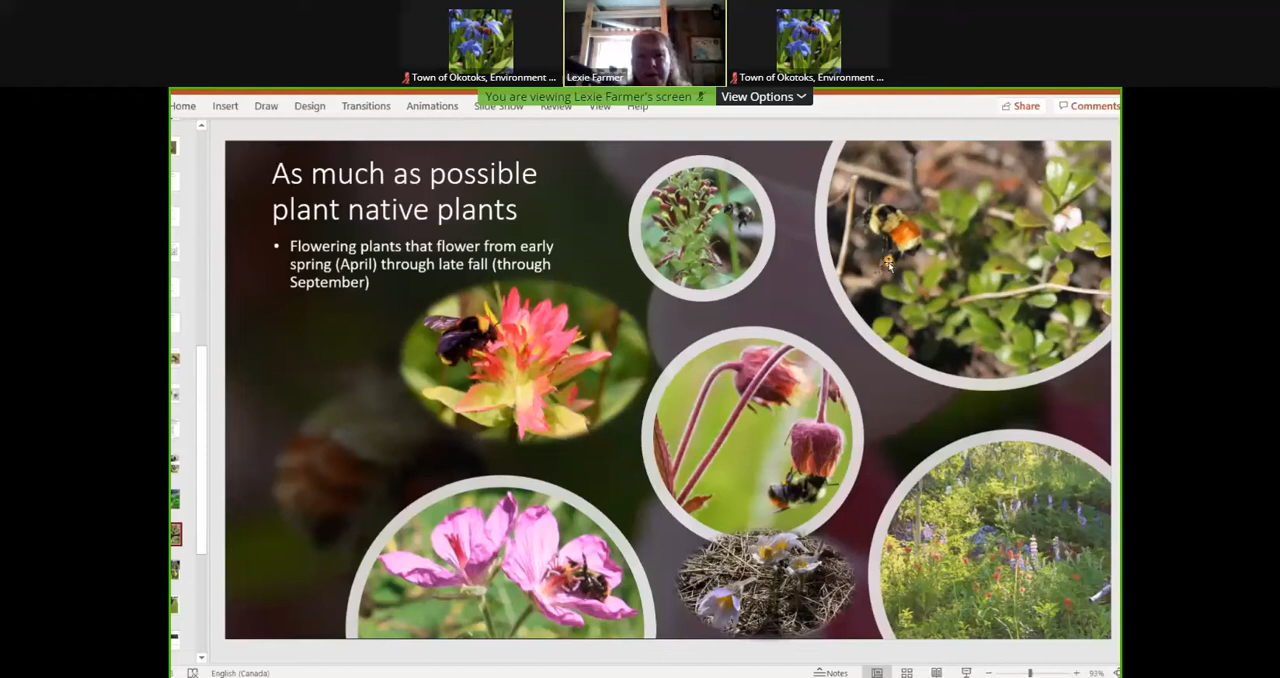 Town of Okotoks, Environment ...
Lexie Farmer
Town of Okotoks, Environment ...
You are viewing Lexie Farmer's screen
View Options
Home Insert Draw Design Transitions Animations Slide Show Review View Help
Share
Comments
As much as possible
plant native plants
• Flowering plants that flower from early
spring (April) through late fall (through
September)
English (Canada)
Notes
93%